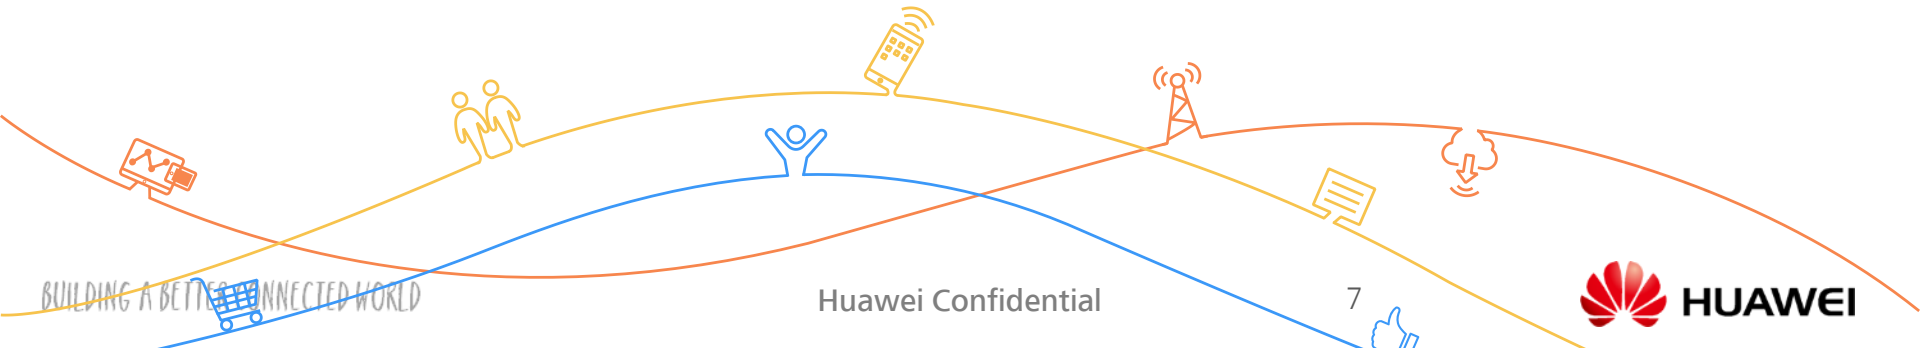 BUILDING A BETTER CONNECTED WORLD
Huawei Confidential
7
HUAWEI